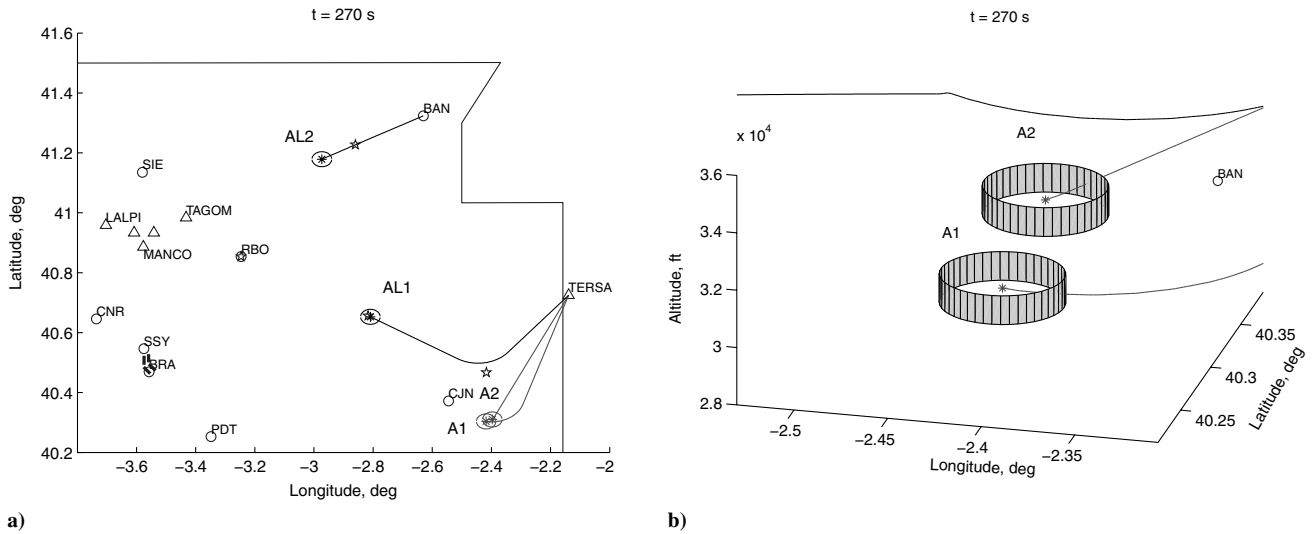 t = 270 s
41.6
41.4
41.2
41
40.8
40.6
40.4
40.2
Latitude, deg
−3.6
−3.4
−3.2
−3
−2.8
−2.6
−2.4
−2.2
−2
Longitude, deg
BAN
AL2
SIE
LALPI
TAGOM
MANCO
RBO
AL1
TERSA
CNR
SSY
BRA
CJN
A2
A1
PDT
a)
t = 270 s
x 10⁴
A2
BAN
A1
3.6
3.4
3.2
3
2.8
Altitude, ft
−2.5
−2.45
−2.4
−2.35
Longitude, deg
40.35
40.3
40.25
Latitude, deg
b)